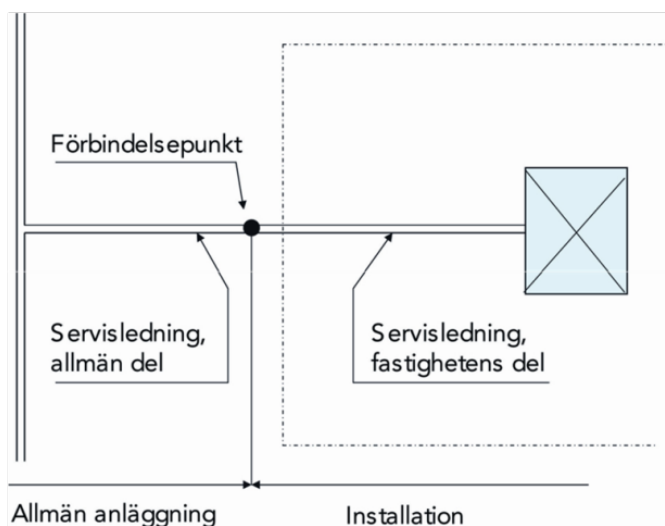 Förbindelsepunkt
Servisledning,
allmän del
Servisledning,
fastighetens del
Allmän anläggning
Installation